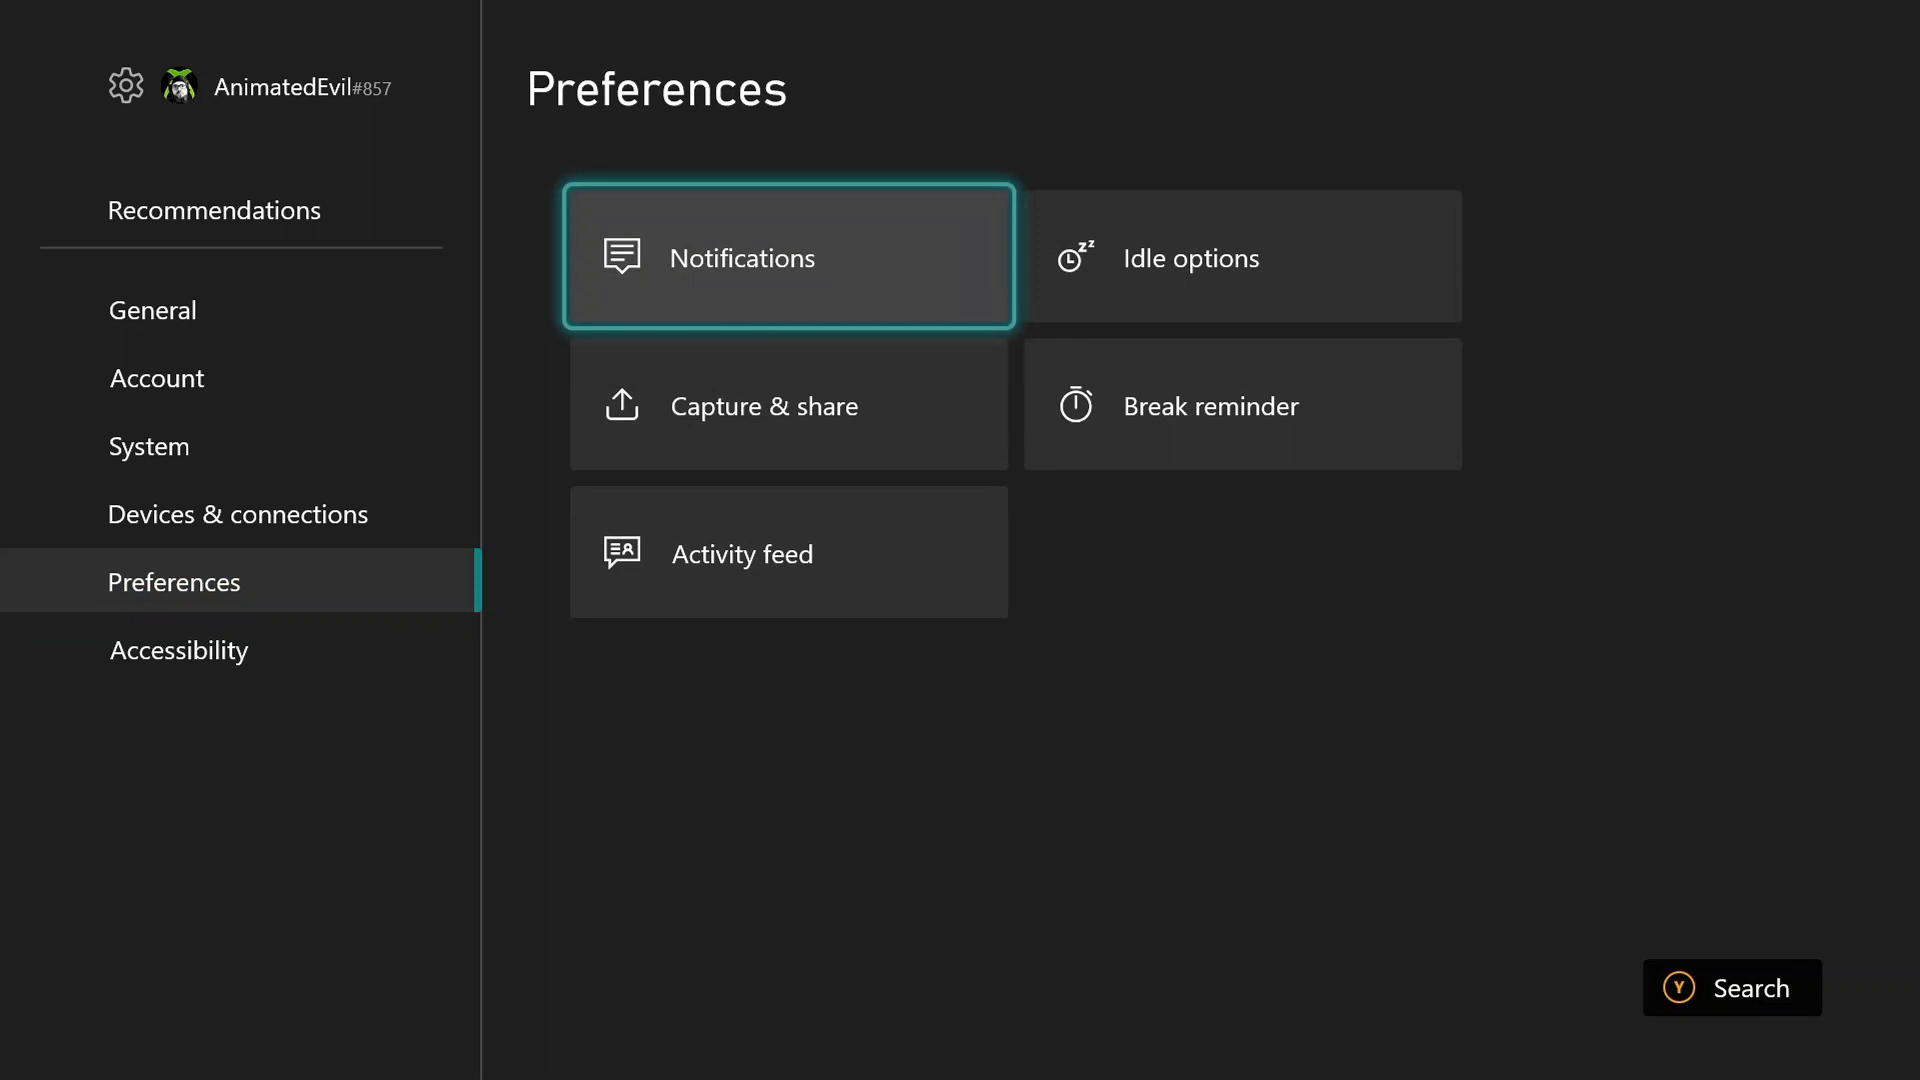 AnimatedEvil#857
Preferences
Recommendations
General
Account
System
Devices & connections
Preferences
Accessibility
Notifications
Idle options
Capture & share
Break reminder
Activity feed
Y Search